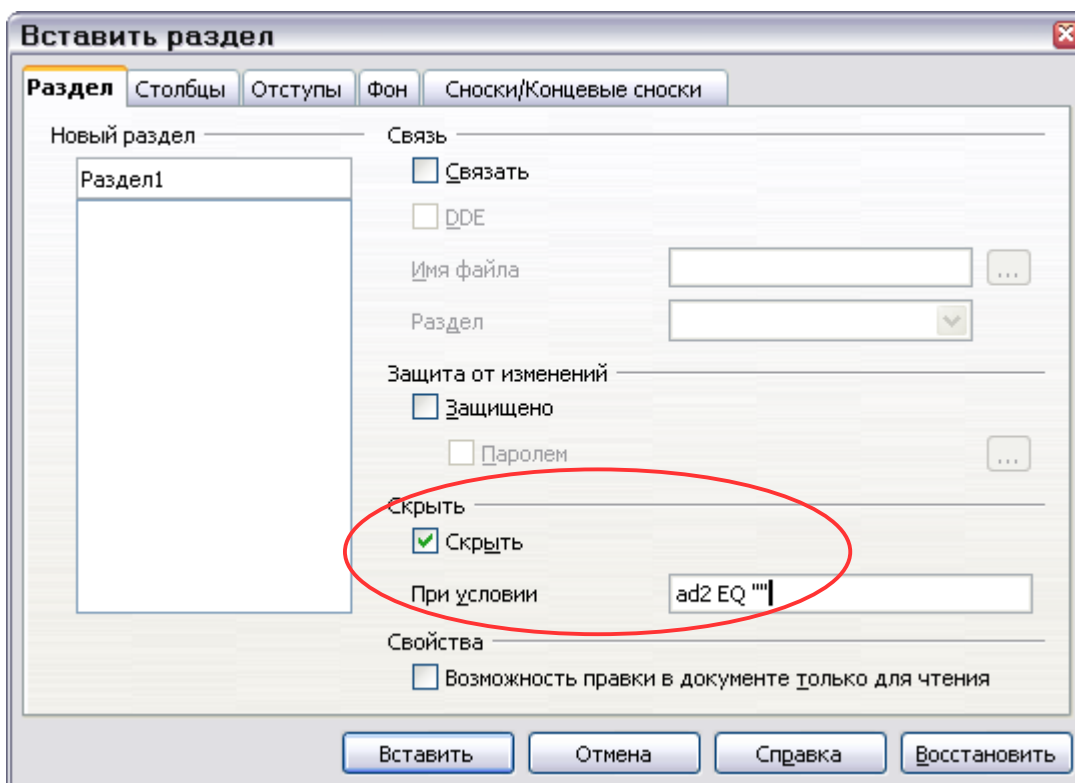 Вставить раздел
Раздел Столбцы Отступы Фон Сноски/Концевые сноски
Новый раздел
Раздел1
Связь
Связать
DDE
Имя файла ...
Раздел
Защита от изменений
Защищено
Паролем ...
Скрыть
Скрыть
При условии ad2 EQ ""
Свойства
Возможность правки в документе только для чтения
Вставить Отмена Справка Восстановить